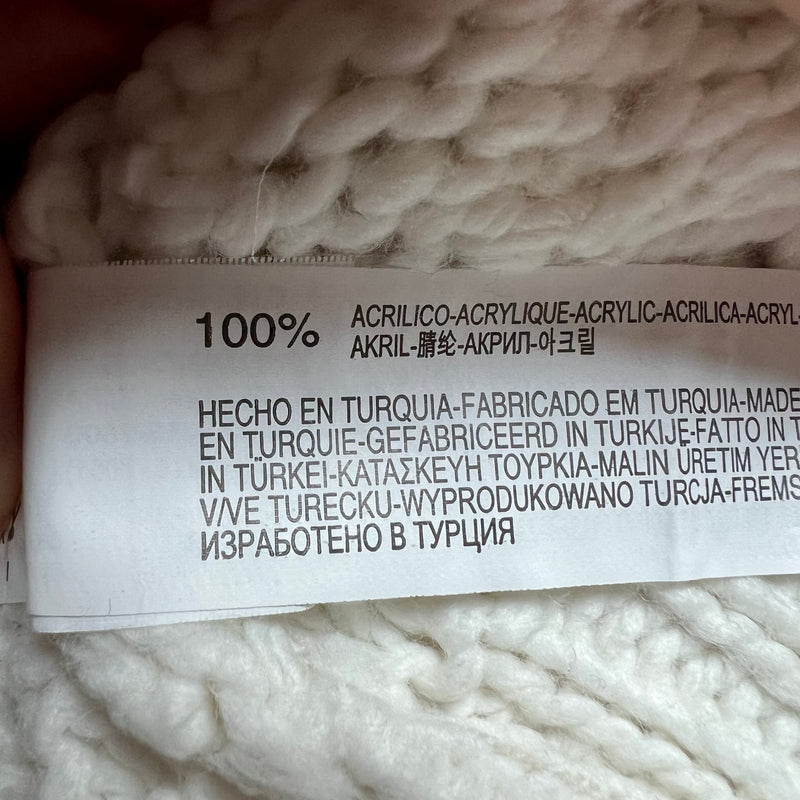 100% ACRILICO-ACRYLIQUE-ACRYLIC-ACRILICA-ACRYL-
AKRIL-腈纶-АКРИЛ-아크릴
HECHO EN TURQUIA-FABRICADO EM TURQUIA-MADE
EN TURQUIE-GEFABRICEERD IN TURKIJE-FATTO IN T
IN TÜRKEI-ΚΑΤΑΣΚΕΥΗ ΤΟΥΡΚΙΑ-MALIN ÜRETIM YER
V/VE TURECKU-WYPRODUKOWANO TURCJA-FREMS
ИЗРАБОТЕНО В ТУРЦИЯ